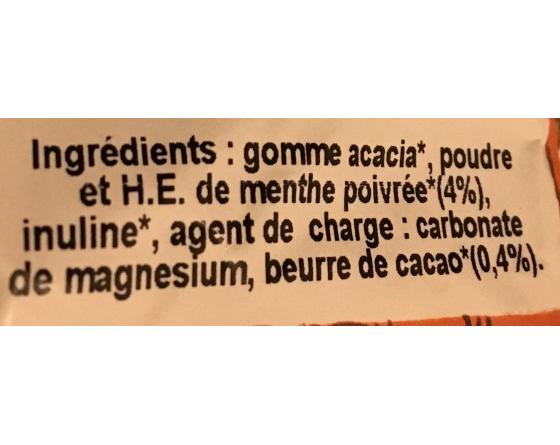 Ingrédients : gomme acacia*, poudre
et H.E. de menthe poivrée*(4%),
inuline*, agent de charge : carbonate
de magnesium, beurre de cacao*(0,4%).